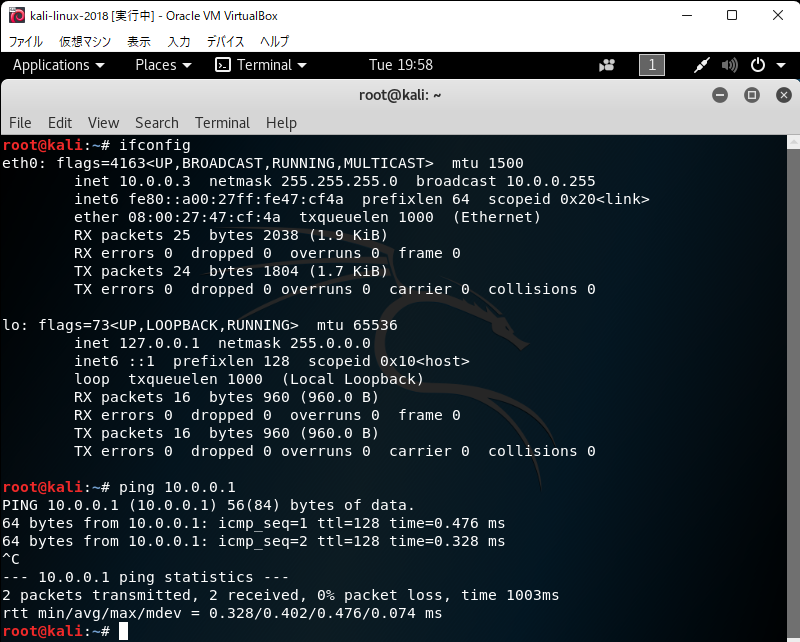 kali-linux-2018 [実行中] - Oracle VM VirtualBox
ファイル 仮想マシン 表示 入力 デバイス ヘルプ
Applications Places Terminal Tue 19:58 1
root@kali: ~
File Edit View Search Terminal Help
root@kali:~# ifconfig
eth0: flags=4163<UP,BROADCAST,RUNNING,MULTICAST>  mtu 1500
        inet 10.0.0.3  netmask 255.255.255.0  broadcast 10.0.0.255
        inet6 fe80::a00:27ff:fe47:cf4a  prefixlen 64  scopeid 0x20<link>
        ether 08:00:27:47:cf:4a  txqueuelen 1000  (Ethernet)
        RX packets 25  bytes 2038 (1.9 KiB)
        RX errors 0  dropped 0  overruns 0  frame 0
        TX packets 24  bytes 1804 (1.7 KiB)
        TX errors 0  dropped 0 overruns 0  carrier 0  collisions 0
lo: flags=73<UP,LOOPBACK,RUNNING>  mtu 65536
        inet 127.0.0.1  netmask 255.0.0.0
        inet6 ::1  prefixlen 128  scopeid 0x10<host>
        loop  txqueuelen 1000  (Local Loopback)
        RX packets 16  bytes 960 (960.0 B)
        RX errors 0  dropped 0  overruns 0  frame 0
        TX packets 16  bytes 960 (960.0 B)
        TX errors 0  dropped 0 overruns 0  carrier 0  collisions 0
root@kali:~# ping 10.0.0.1
PING 10.0.0.1 (10.0.0.1) 56(84) bytes of data.
64 bytes from 10.0.0.1: icmp_seq=1 ttl=128 time=0.476 ms
64 bytes from 10.0.0.1: icmp_seq=2 ttl=128 time=0.328 ms
^C
--- 10.0.0.1 ping statistics ---
2 packets transmitted, 2 received, 0% packet loss, time 1003ms
rtt min/avg/max/mdev = 0.328/0.402/0.476/0.074 ms
root@kali:~#